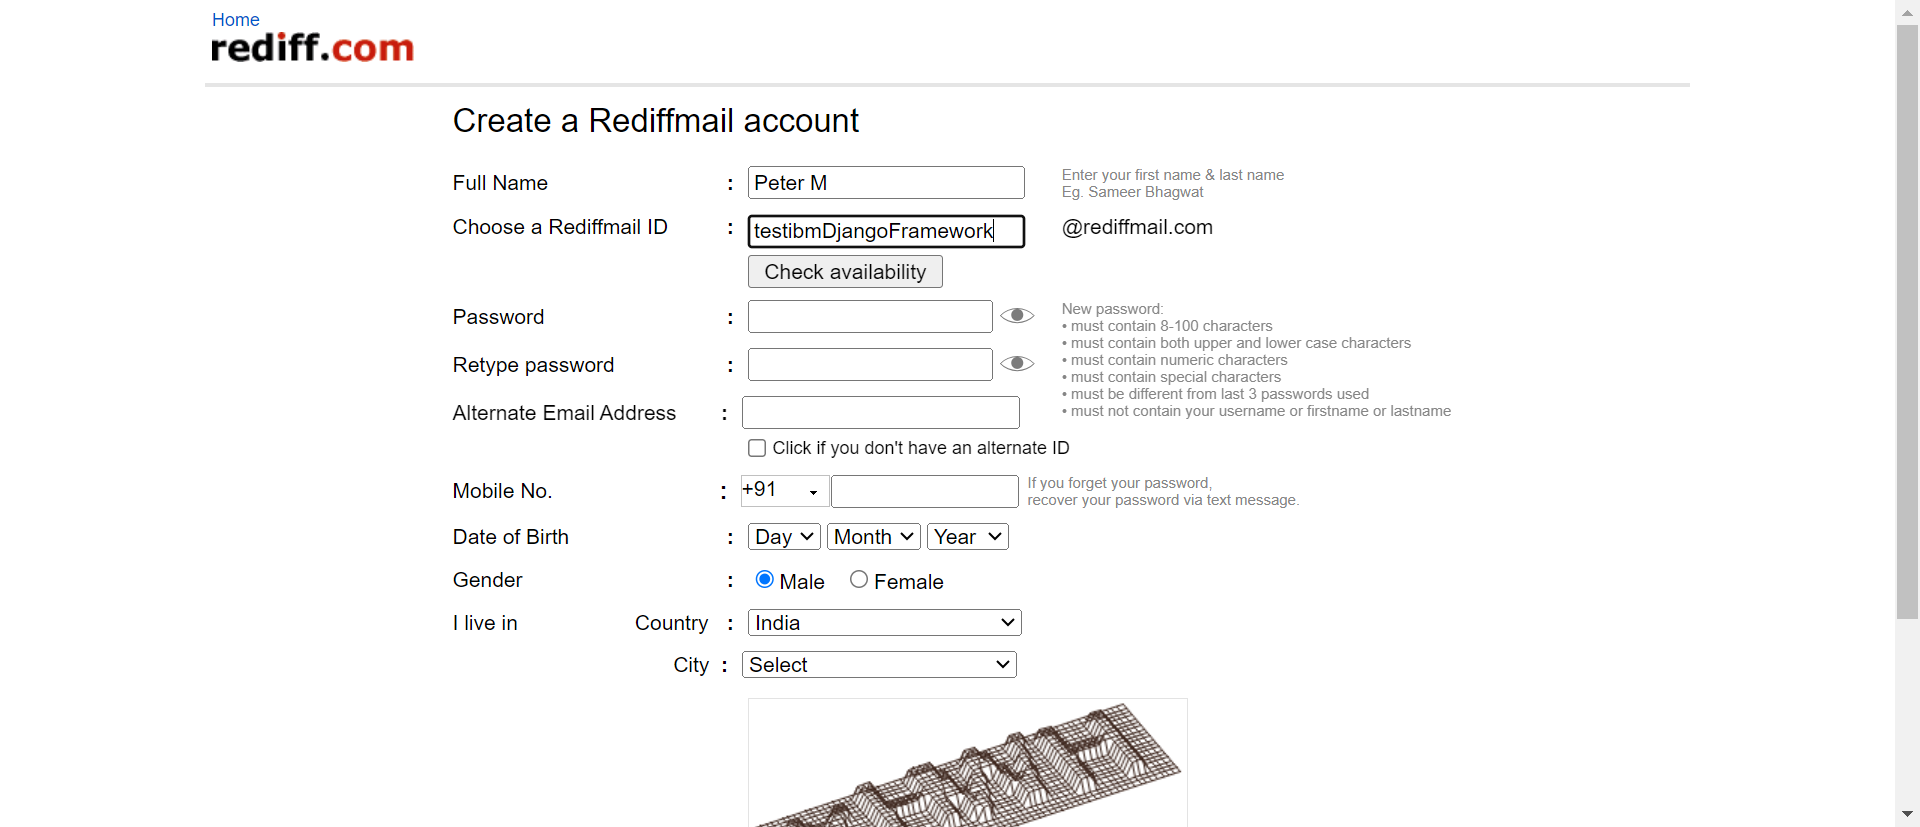 Home
rediff.com
Create a Rediffmail account
Full Name : Peter M
Enter your first name & last name
Eg. Sameer Bhagwat
Choose a Rediffmail ID : testibmDjangoFramework @rediffmail.com
Check availability
Password :
New password:
• must contain 8-100 characters
• must contain both upper and lower case characters
• must contain numeric characters
• must contain special characters
• must be different from last 3 passwords used
• must not contain your username or firstname or lastname
Retype password :
Alternate Email Address :
Click if you don't have an alternate ID
Mobile No. : +91
If you forget your password,
recover your password via text message.
Date of Birth : Day Month Year
Gender : Male Female
I live in Country : India
City : Select